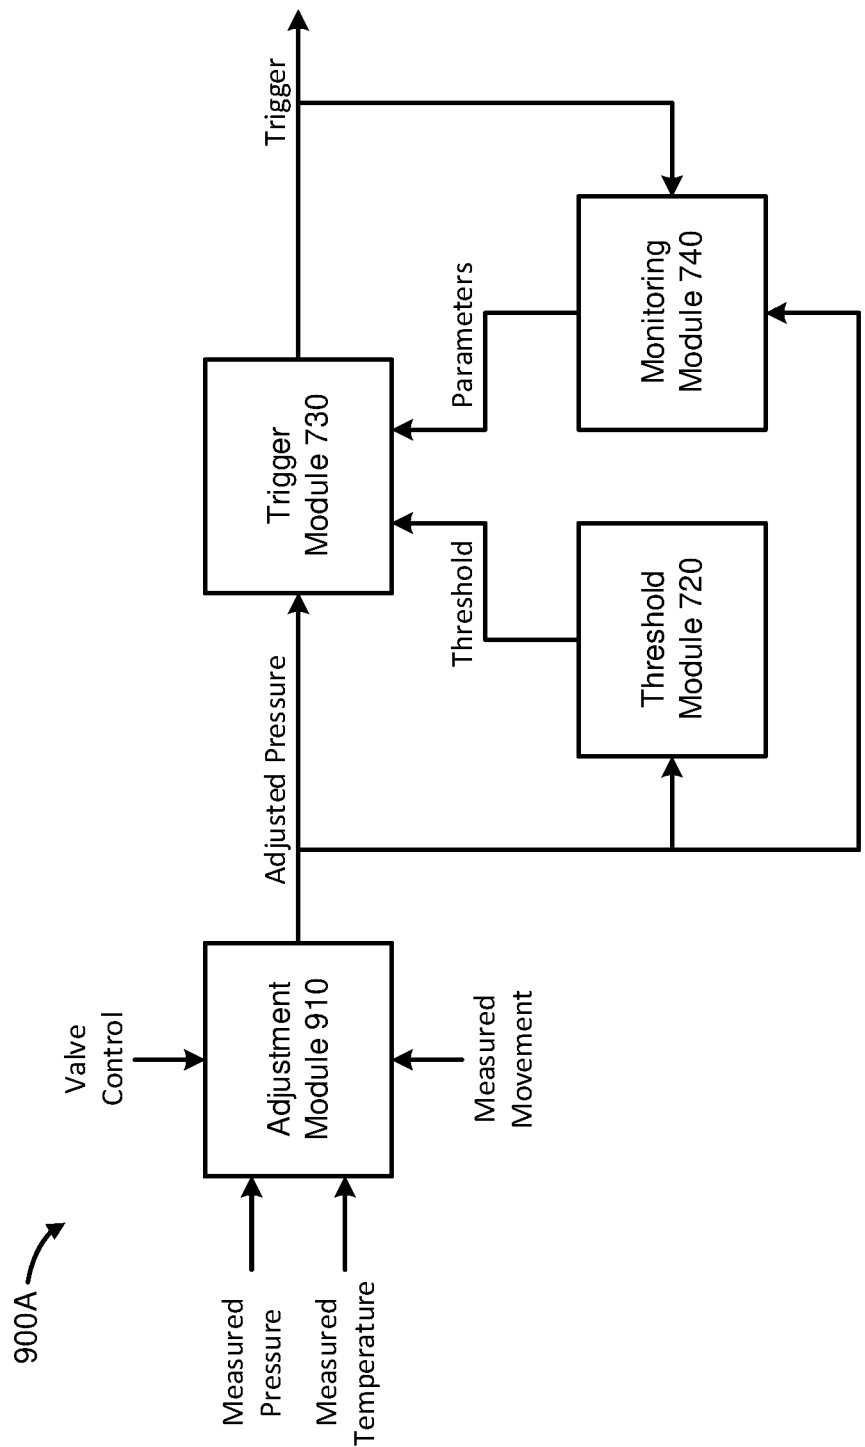 900A
Valve
Control
Measured
Pressure
Measured
Temperature
Adjustment
Module 910
Measured
Movement
Adjusted Pressure
Trigger
Module 730
Trigger
Threshold
Parameters
Threshold
Module 720
Monitoring
Module 740